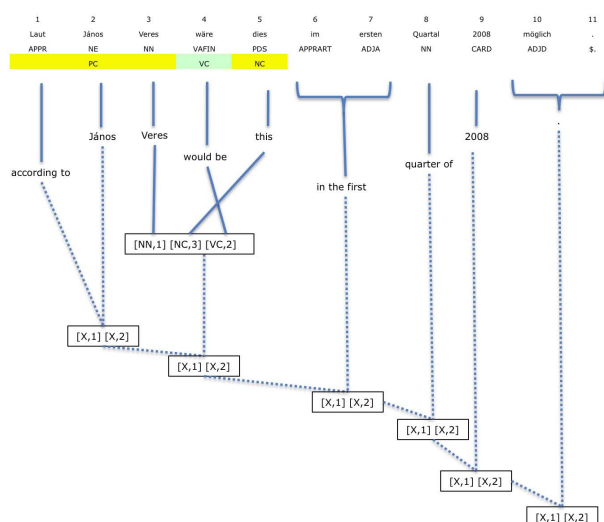 1 2 3 4 5 6 7 8 9 10 11
Laut János Veres wäre dies im ersten Quartal 2008 möglich .
APPR NE NN VAFIN PDS APPRART ADJA NN CARD ADJD $.
PC VC NC
János Veres this 2008 .
would be
quarter of
according to
in the first
[NN,1] [NC,3] [VC,2]
[X,1] [X,2]
[X,1] [X,2]
[X,1] [X,2]
[X,1] [X,2]
[X,1] [X,2]
[X,1] [X,2]